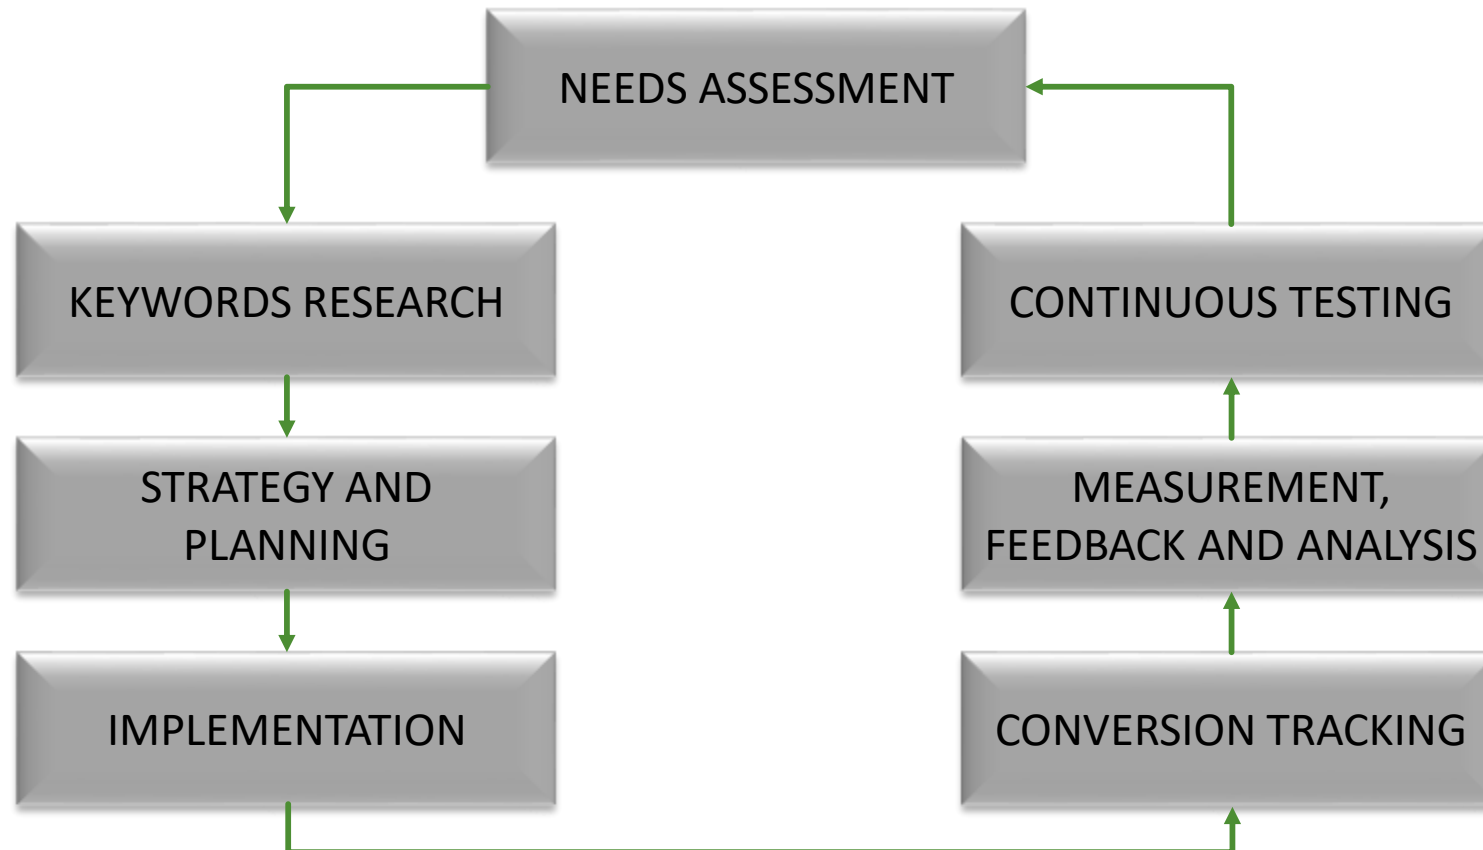 NEEDS ASSESSMENT
KEYWORDS RESEARCH
STRATEGY AND
PLANNING
IMPLEMENTATION
CONVERSION TRACKING
MEASUREMENT,
FEEDBACK AND ANALYSIS
CONTINUOUS TESTING